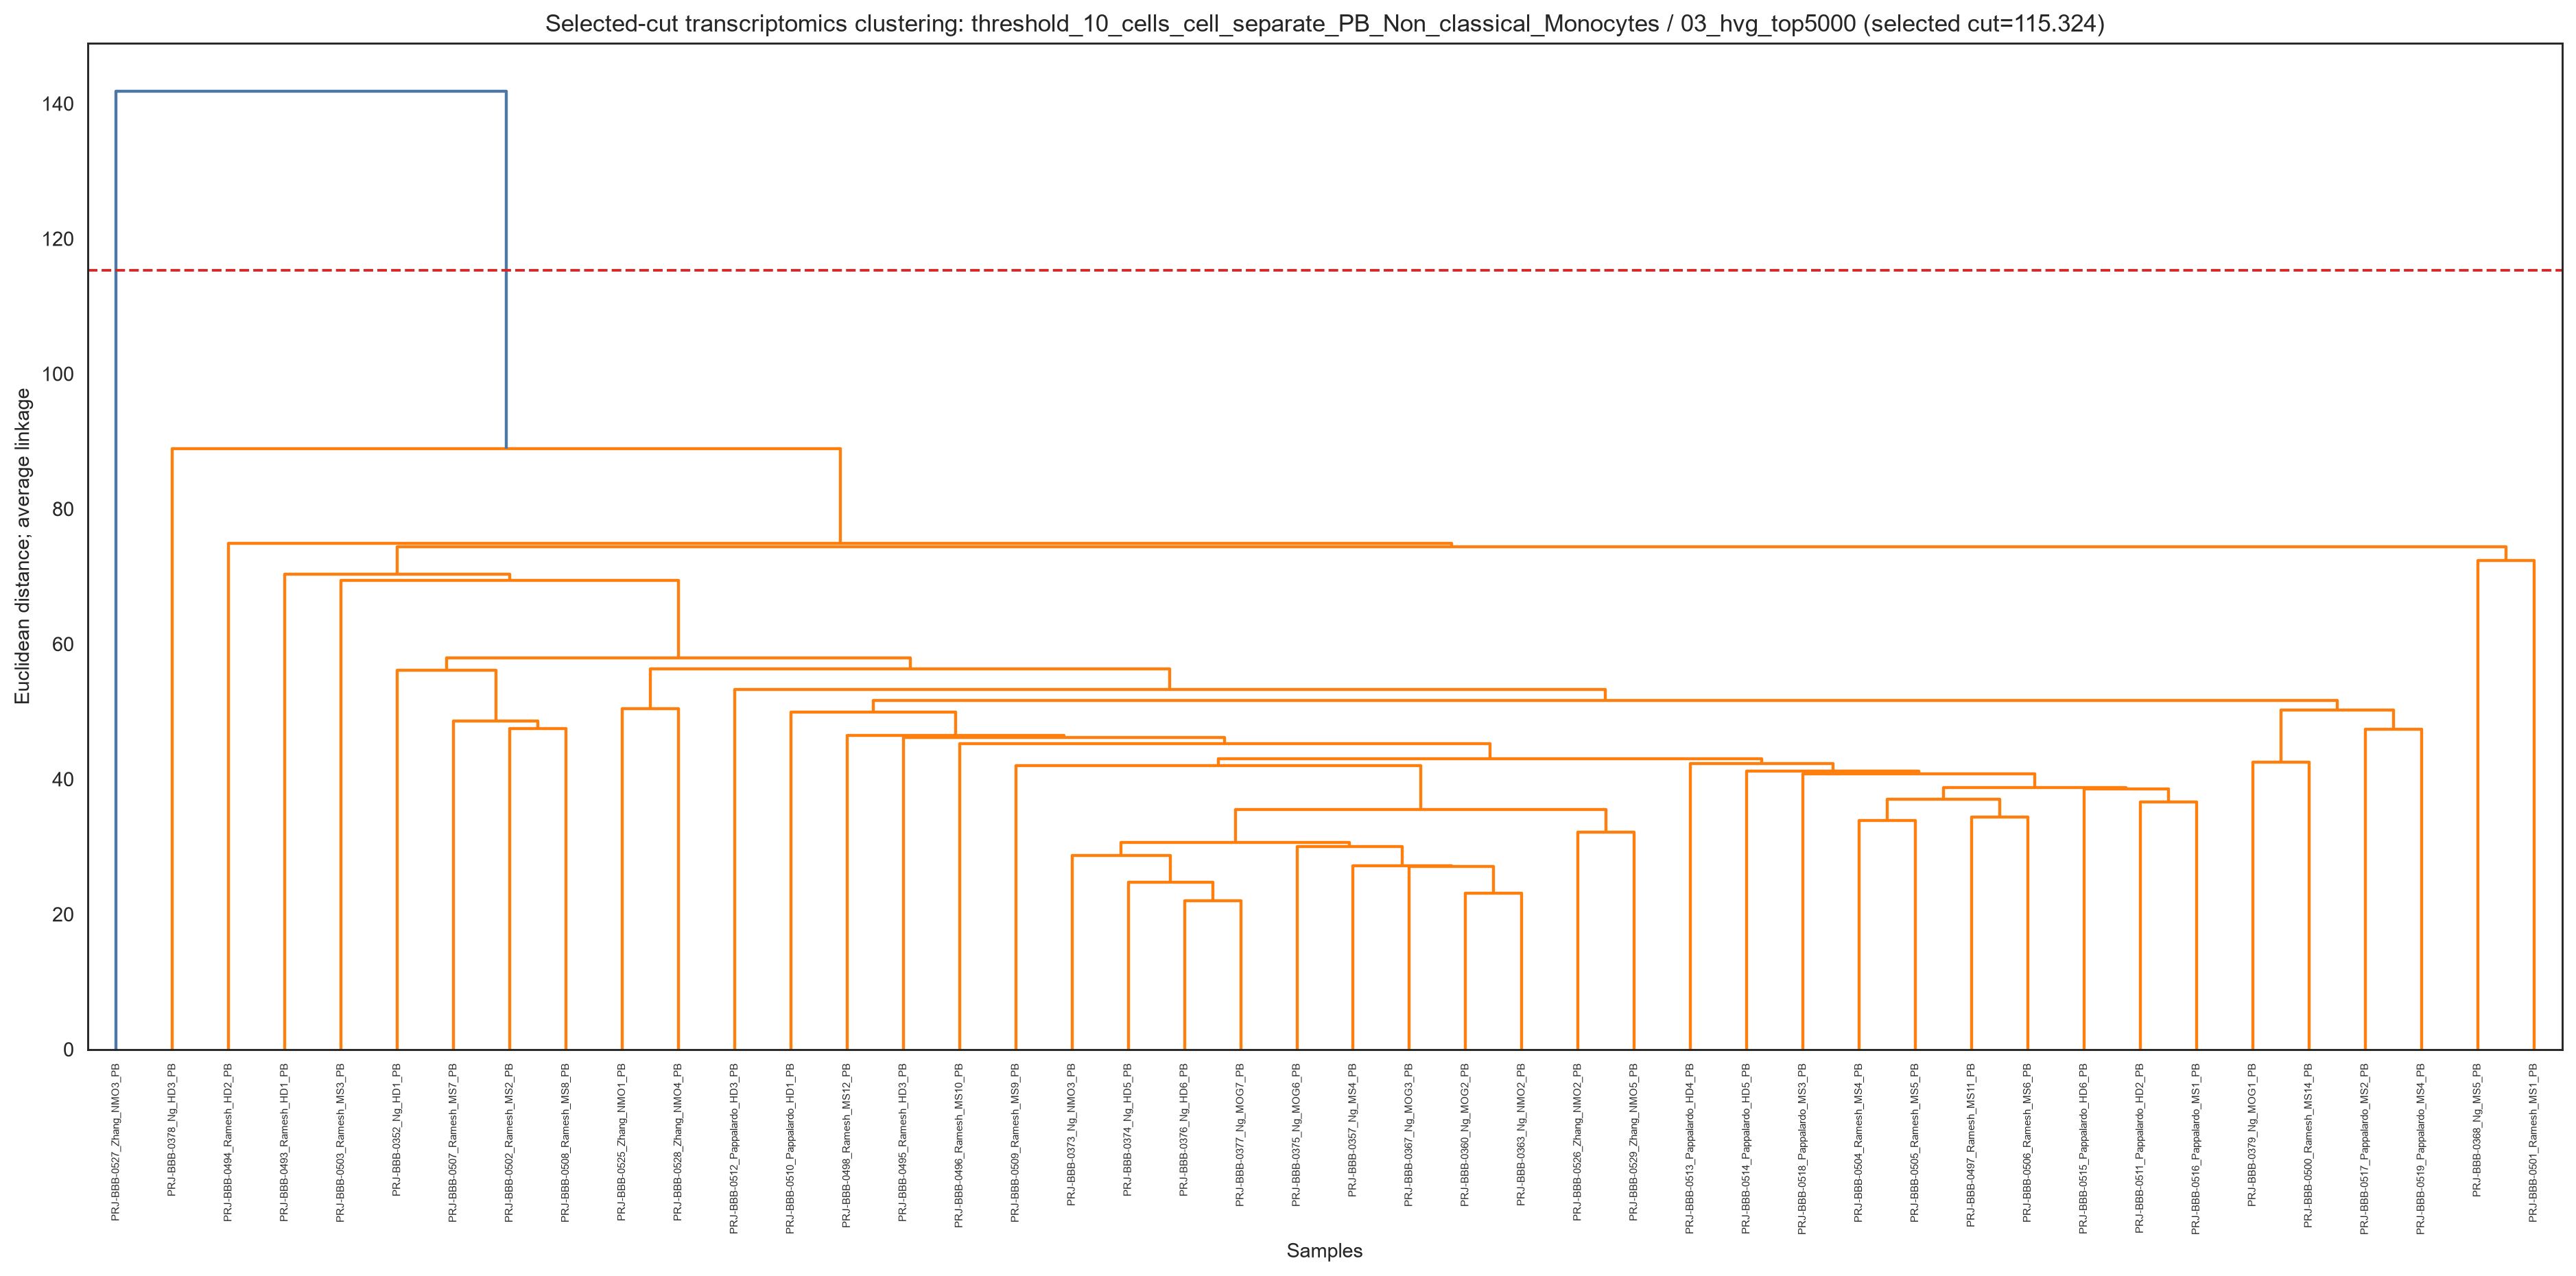 Selected-cut transcriptomics clustering: threshold_10_cells_cell_separate_PB_Non_classical_Monocytes / 03_hvg_top5000 (selected cut=115.324)
Euclidean distance; average linkage
140
120
100
80
60
40
20
0
PRJ-BBB-0527_Zhang_NMO3_PB
PRJ-BBB-0378_Ng_HD3_PB
PRJ-BBB-0494_Ramesh_HD2_PB
PRJ-BBB-0493_Ramesh_HD1_PB
PRJ-BBB-0503_Ramesh_MS3_PB
PRJ-BBB-0352_Ng_HD1_PB
PRJ-BBB-0507_Ramesh_MS7_PB
PRJ-BBB-0502_Ramesh_MS2_PB
PRJ-BBB-0508_Ramesh_MS8_PB
PRJ-BBB-0525_Zhang_NMO1_PB
PRJ-BBB-0528_Zhang_NMO4_PB
PRJ-BBB-0512_Pappalardo_HD3_PB
PRJ-BBB-0510_Pappalardo_HD1_PB
PRJ-BBB-0498_Ramesh_MS12_PB
PRJ-BBB-0495_Ramesh_HD3_PB
PRJ-BBB-0496_Ramesh_MS10_PB
PRJ-BBB-0509_Ramesh_MS9_PB
PRJ-BBB-0373_Ng_NMO3_PB
PRJ-BBB-0374_Ng_HD5_PB
PRJ-BBB-0376_Ng_HD6_PB
PRJ-BBB-0377_Ng_MOG7_PB
PRJ-BBB-0375_Ng_MOG6_PB
PRJ-BBB-0357_Ng_MS4_PB
PRJ-BBB-0367_Ng_MOG3_PB
PRJ-BBB-0360_Ng_MOG2_PB
PRJ-BBB-0363_Ng_NMO2_PB
PRJ-BBB-0526_Zhang_NMO2_PB
PRJ-BBB-0529_Zhang_NMO5_PB
PRJ-BBB-0513_Pappalardo_HD4_PB
PRJ-BBB-0514_Pappalardo_HD5_PB
PRJ-BBB-0518_Pappalardo_MS3_PB
PRJ-BBB-0504_Ramesh_MS4_PB
PRJ-BBB-0505_Ramesh_MS5_PB
PRJ-BBB-0497_Ramesh_MS11_PB
PRJ-BBB-0506_Ramesh_MS6_PB
PRJ-BBB-0515_Pappalardo_HD6_PB
PRJ-BBB-0511_Pappalardo_HD2_PB
PRJ-BBB-0516_Pappalardo_MS1_PB
PRJ-BBB-0379_Ng_MOG1_PB
PRJ-BBB-0500_Ramesh_MS14_PB
PRJ-BBB-0517_Pappalardo_MS2_PB
PRJ-BBB-0519_Pappalardo_MS4_PB
PRJ-BBB-0368_Ng_MS5_PB
PRJ-BBB-0501_Ramesh_MS1_PB
Samples